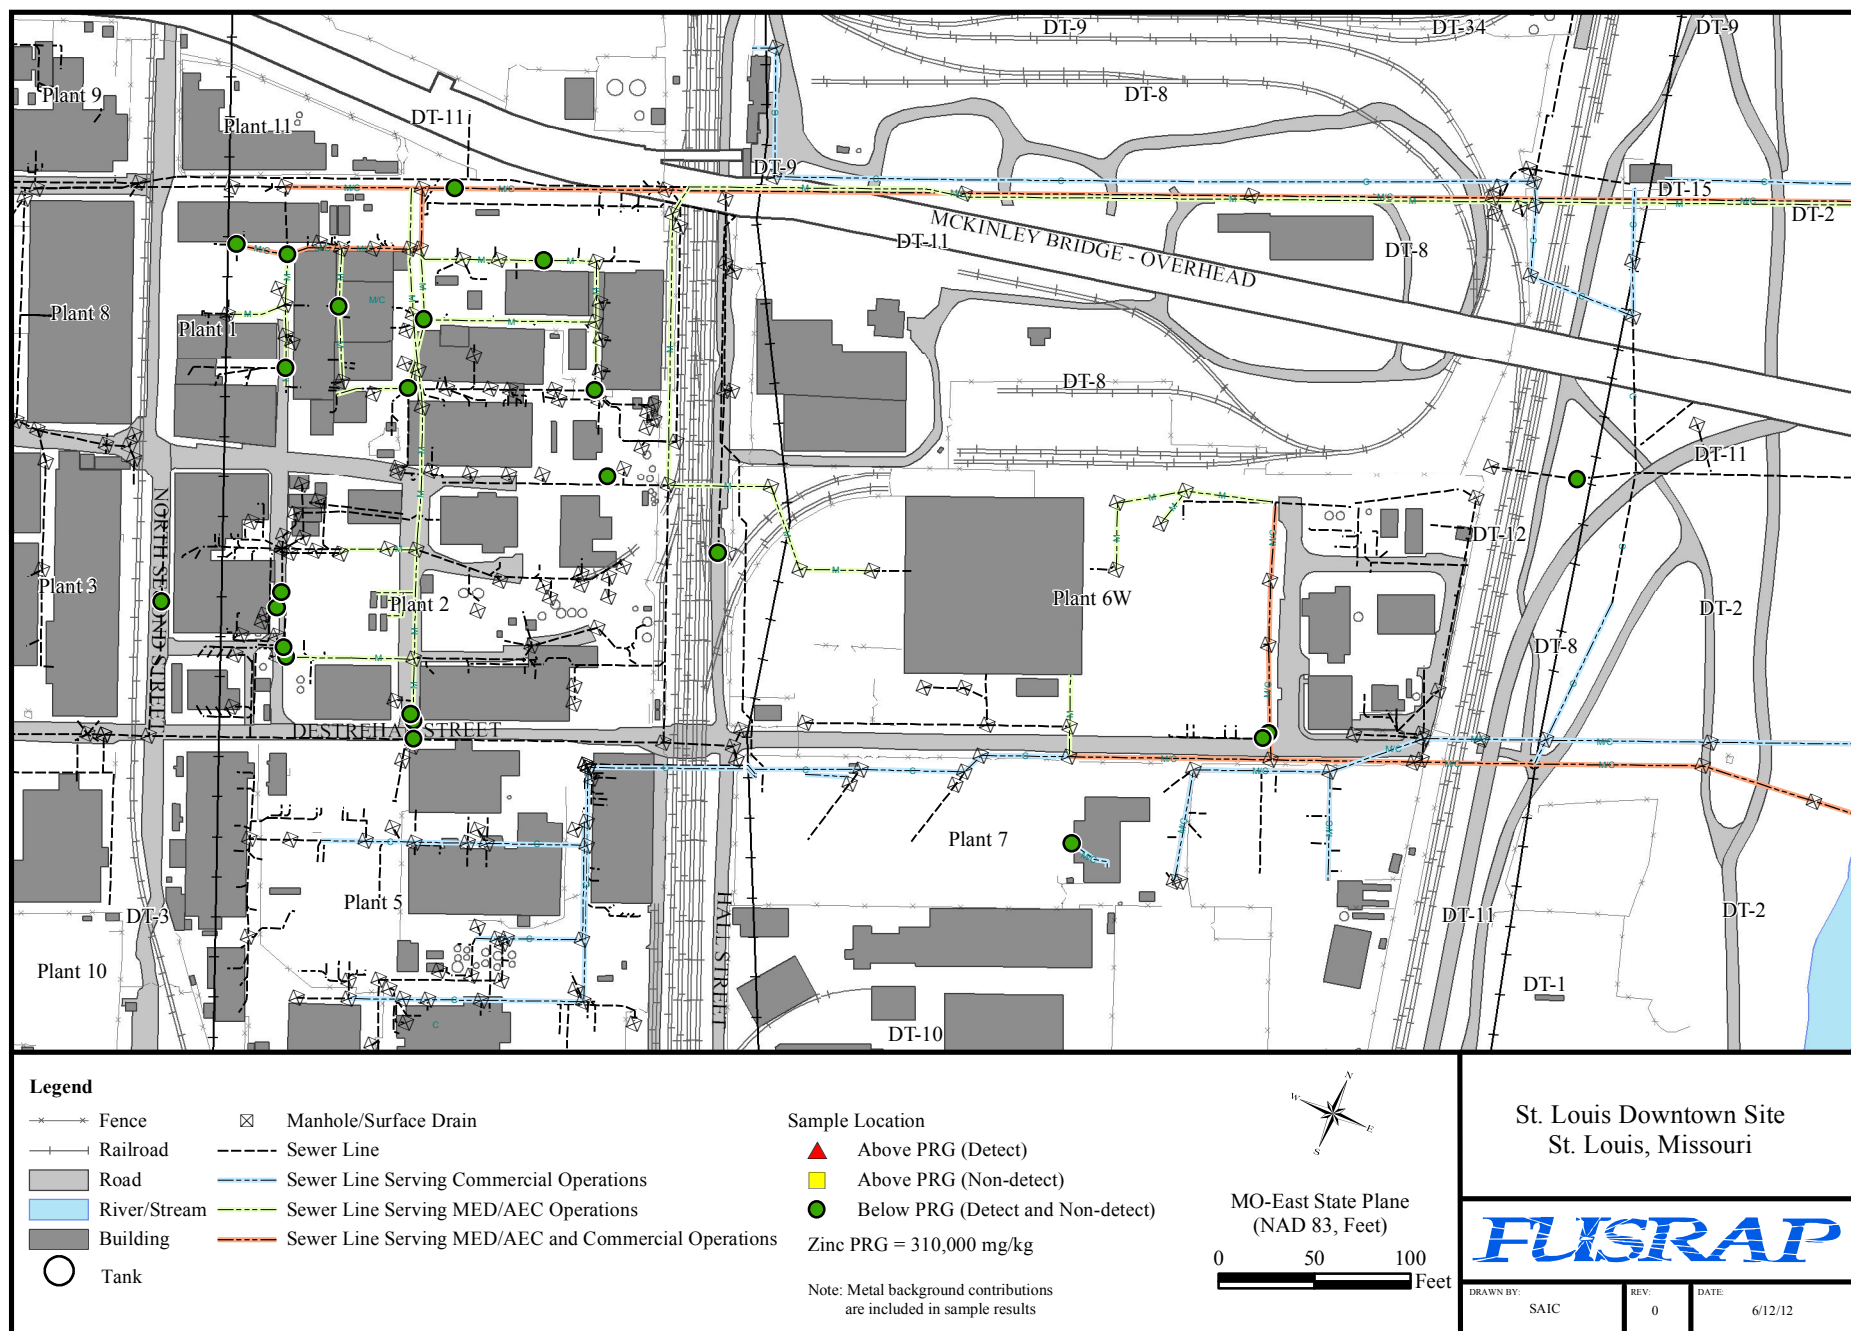 DT-9
DT-34
DT-9
Plant 9
DT-8
Plant 11
DT-11
DT-9
DT-15
DT-2
MCKINLEY BRIDGE - OVERHEAD
DT-11
DT-8
Plant 8
Plant 1
DT-8
DT-11
NORTH SECOND STREET
DT-12
Plant 3
Plant 2
Plant 6W
DT-2
DT-8
DESTREHAN STREET
Plant 7
Plant 5
DT-3
HALL STREET
DT-11
DT-2
Plant 10
DT-1
DT-10
M/C
M
C
Legend
Fence
Railroad
Road
River/Stream
Building
Tank
Manhole/Surface Drain
Sewer Line
Sewer Line Serving Commercial Operations
Sewer Line Serving MED/AEC Operations
Sewer Line Serving MED/AEC and Commercial Operations
Sample Location
Above PRG (Detect)
Above PRG (Non-detect)
Below PRG (Detect and Non-detect)
Zinc PRG = 310,000 mg/kg
Note: Metal background contributions
are included in sample results
N
W
E
S
MO-East State Plane
(NAD 83, Feet)
0 50 100
Feet
St. Louis Downtown Site
St. Louis, Missouri
FUSRAP
DRAWN BY:
SAIC
REV:
0
DATE:
6/12/12